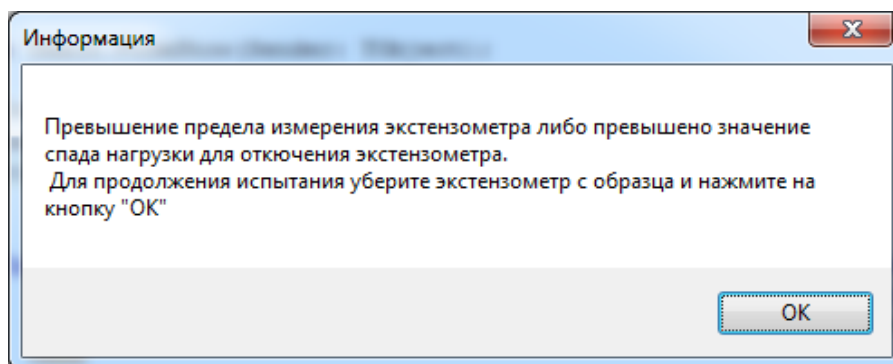 Информация
Превышение предела измерения экстензометра либо превышено значение
спада нагрузки для откючения экстензометра.
Для продолжения испытания уберите экстензометр с образца и нажмите на
кнопку "ОК"
OK